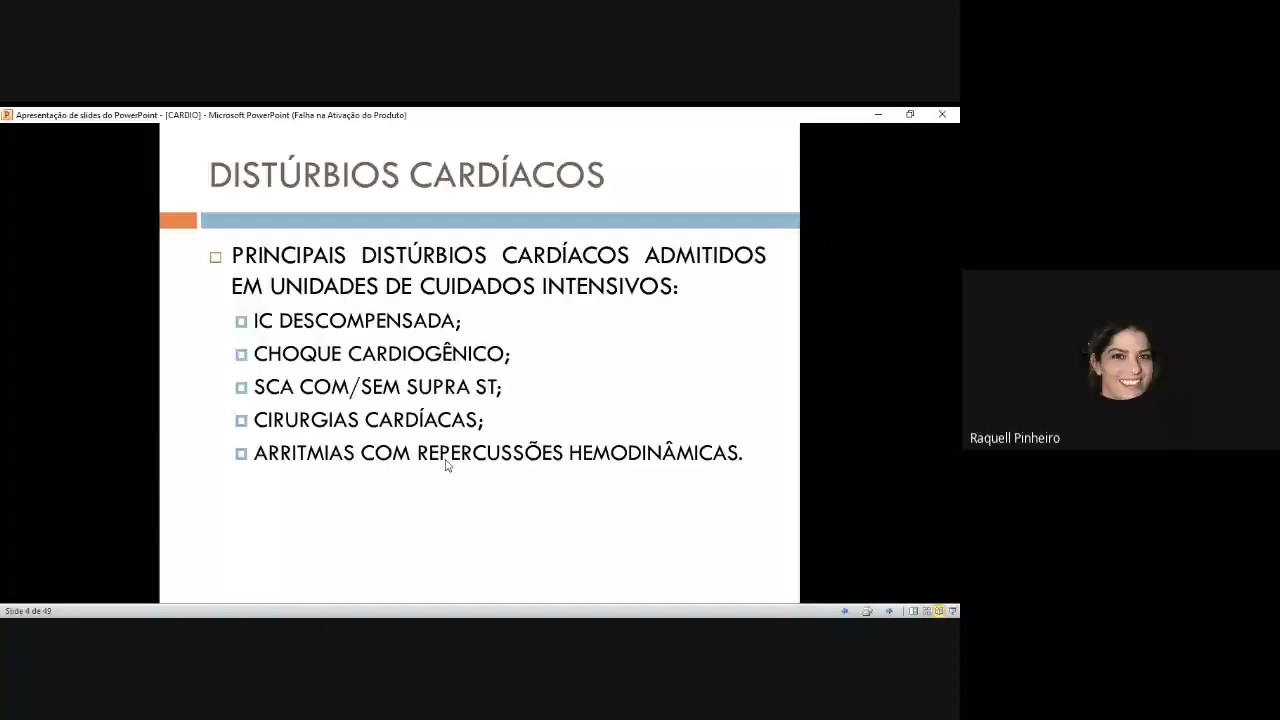 Apresentação de slides do PowerPoint - [CARDIO] - Microsoft PowerPoint (Falha na Ativação do Produto)
DISTÚRBIOS CARDÍACOS
PRINCIPAIS DISTÚRBIOS CARDÍACOS ADMITIDOS
EM UNIDADES DE CUIDADOS INTENSIVOS:
IC DESCOMPENSADA;
CHOQUE CARDIOGÊNICO;
SCA COM/SEM SUPRA ST;
CIRURGIAS CARDÍACAS;
ARRITMIAS COM REPERCUSSÕES HEMODINÂMICAS.
Raquell Pinheiro
Slide 4 de 49